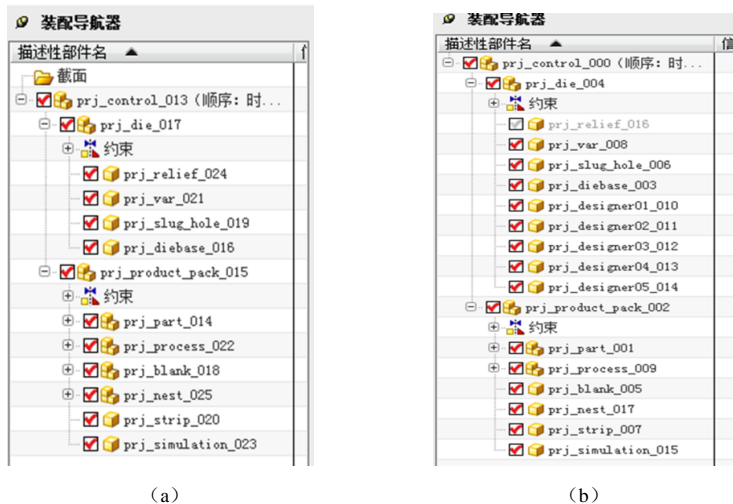 装配导航器
描述性部件名
截面
prj_control_013（顺序：时...
prj_die_017
约束
prj_relief_024
prj_var_021
prj_slug_hole_019
prj_diebase_016
prj_product_pack_015
约束
prj_part_014
prj_process_022
prj_blank_018
prj_nest_025
prj_strip_020
prj_simulation_023
（a）
装配导航器
描述性部件名
信
prj_control_000（顺序：时...
prj_die_004
约束
prj_relief_016
prj_var_008
prj_slug_hole_006
prj_diebase_003
prj_designer01_010
prj_designer02_011
prj_designer03_012
prj_designer04_013
prj_designer05_014
prj_product_pack_002
约束
prj_part_001
prj_process_009
prj_blank_005
prj_nest_017
prj_strip_007
prj_simulation_015
（b）